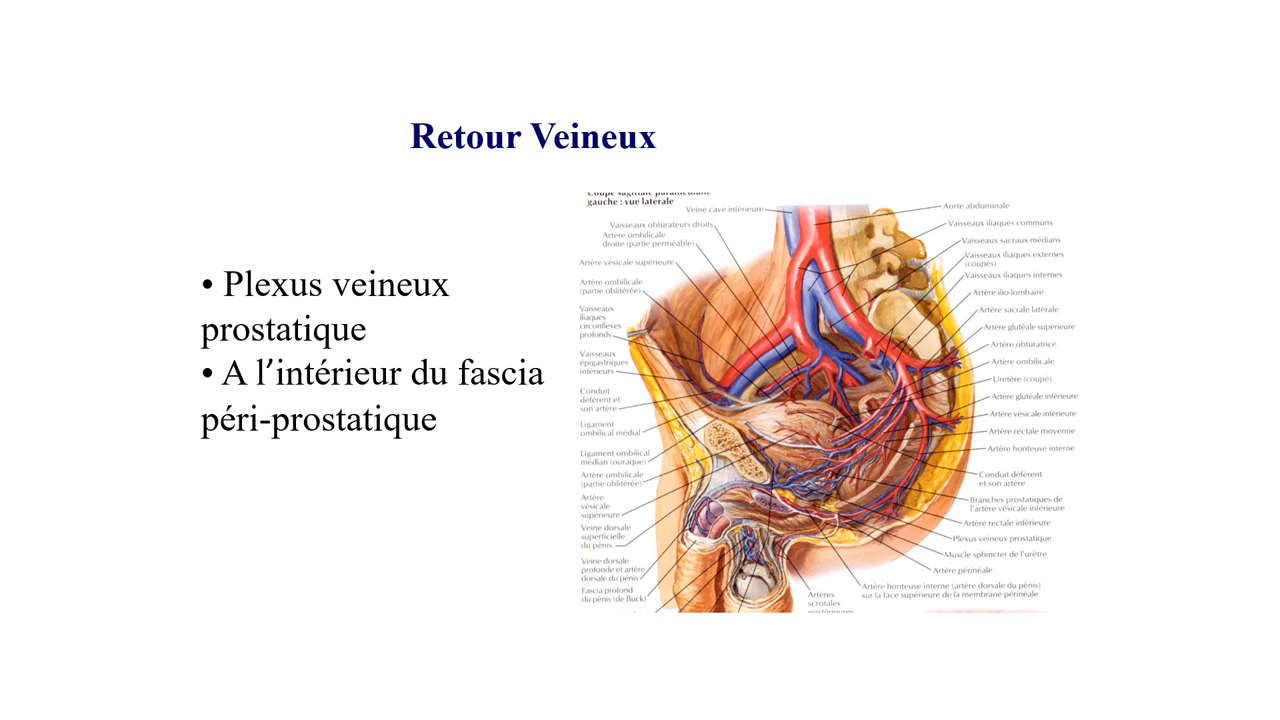 Retour Veineux
• Plexus veineux
prostatique
• A l’intérieur du fascia
péri-prostatique
Coupe sagittale paramédiane
gauche : vue latérale
Veine cave inférieure
Vaisseaux obturateurs droits
Artère ombilicale
droite (partie perméable)
Artère vésicale supérieure
Artère ombilicale
(partie oblitérée)
Vaisseaux
iliaques
circonflexes
profonds
Vaisseaux
épigastriques
inférieurs
Conduit
déférent et
son artère
Ligament
ombilical médial
Ligament ombilical
médian (ouraque)
Artère ombilicale
(partie oblitérée)
Artère
vésicale
supérieure
Veine dorsale
superficielle
du pénis
Veine dorsale
profonde et artère
dorsale du pénis
Fascia profond
du pénis (de Buck)
Aorte abdominale
Vaisseaux iliaques communs
Vaisseaux sacraux médians
Vaisseaux iliaques externes
(coupés)
Vaisseaux iliaques internes
Artère ilio-lombaire
Artère sacrale latérale
Artère glutéale supérieure
Artère obturatrice
Artère ombilicale
Uretère (coupé)
Artère glutéale inférieure
Artère vésicale inférieure
Artère rectale moyenne
Artère honteuse interne
Conduit déférent
et son artère
Branches prostatiques de
l'artère vésicale inférieure
Artère rectale inférieure
Plexus veineux prostatique
Muscle sphincter de l'urètre
Artère périnéale
Artère honteuse interne (artère dorsale du pénis)
sur la face supérieure de la membrane périnéale
Artères
scrotales
postérieures